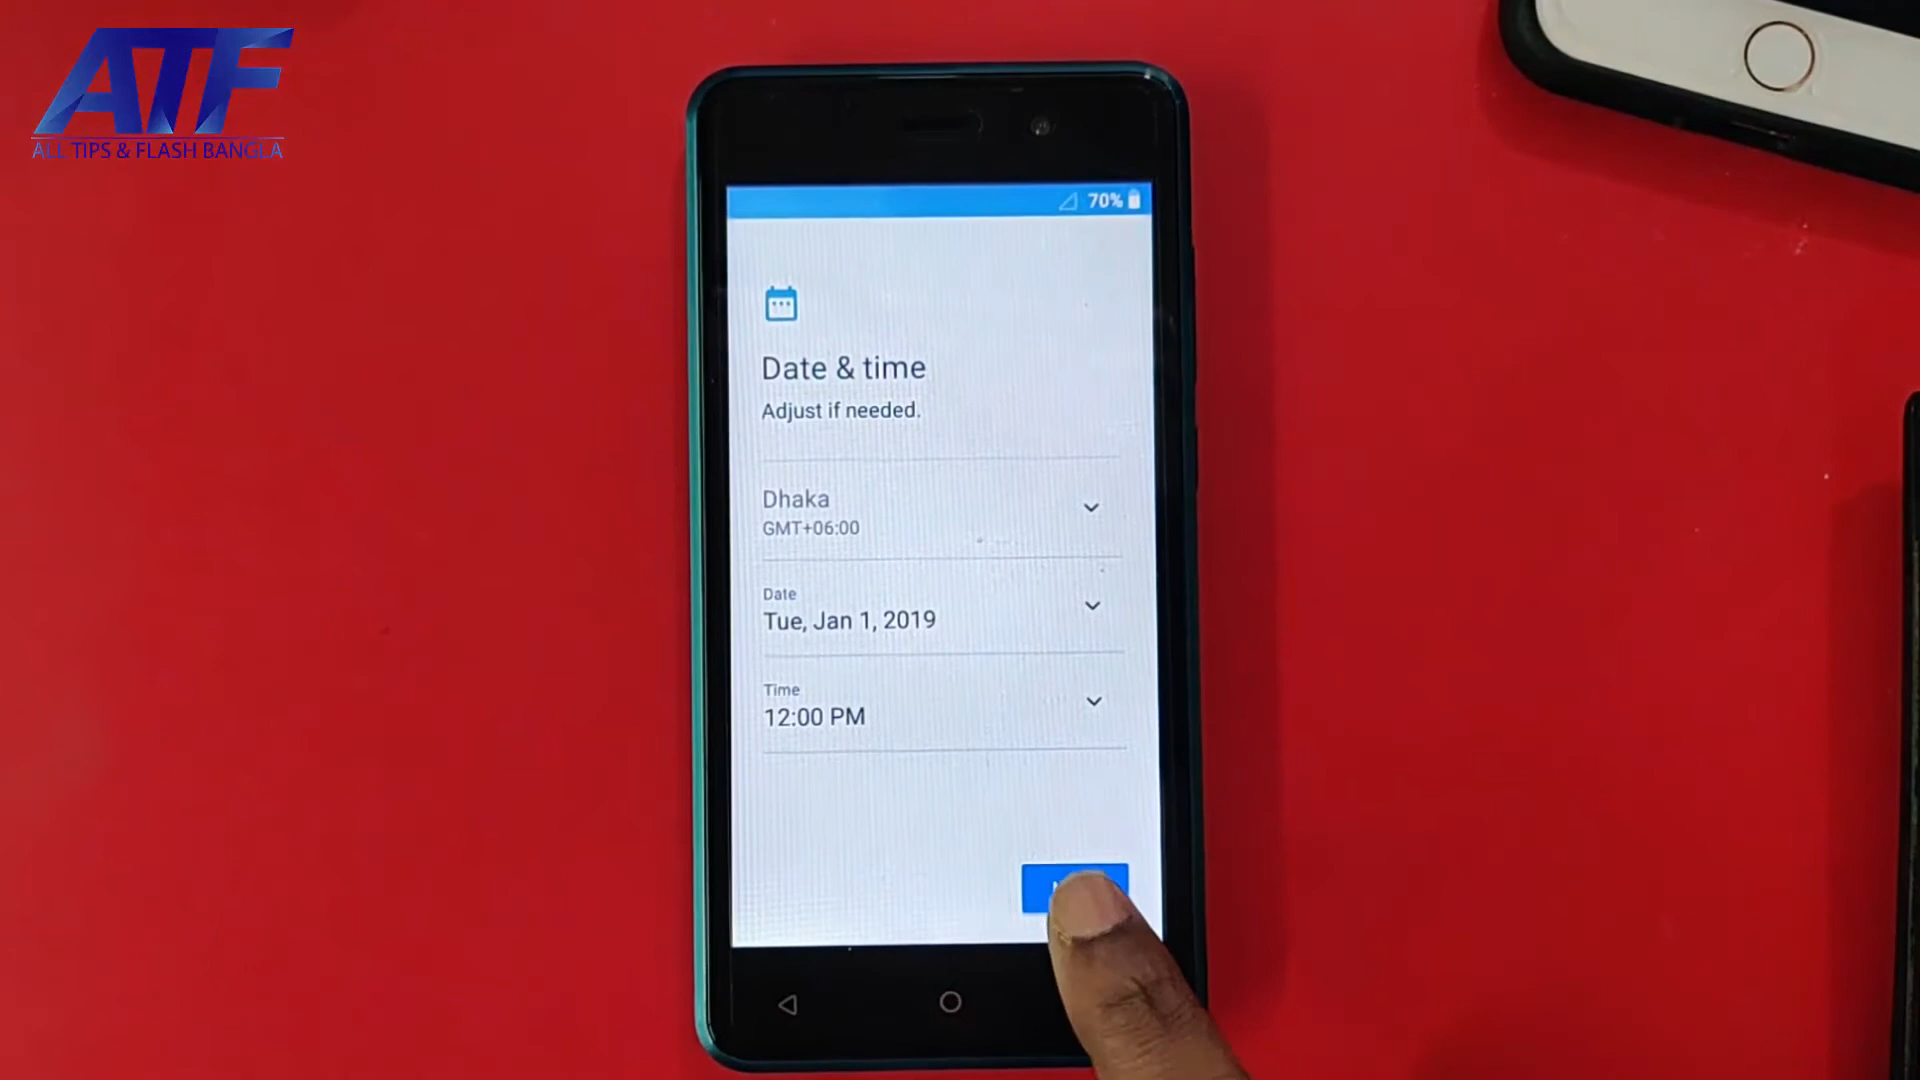 ATF
ALL TIPS & FLASH BANGLA
70%
Date & time
Adjust if needed.
Dhaka
GMT+06:00
Date
Tue, Jan 1, 2019
Time
12:00 PM